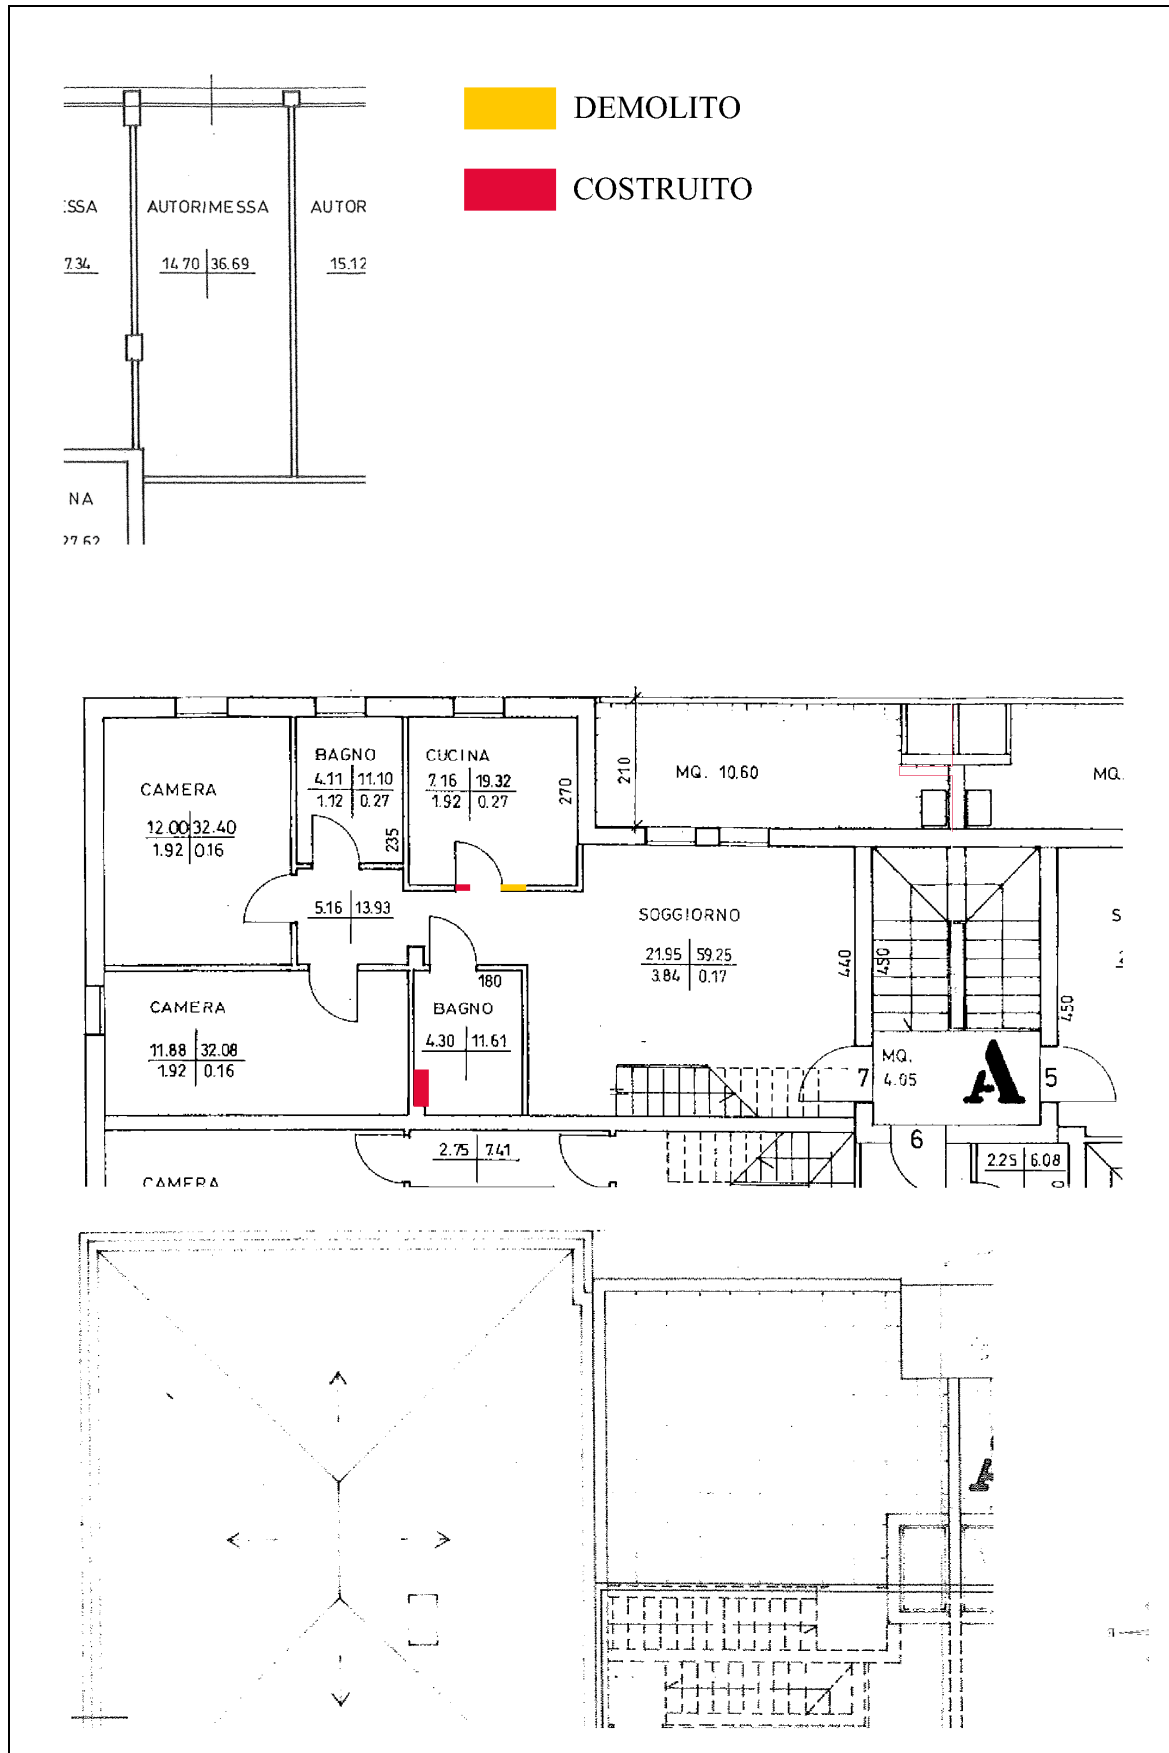 DEMOLITO
COSTRUITO
ESSA
AUTORIMESSA
AUTOR
7.34
14.70 36.69
15.12
NA
27.62
BAGNO
4.11 11.10
1.12 0.27
235
CUCINA
7.16 19.32
1.92 0.27
270
210
MQ. 10.60
MQ.
CAMERA
12.00 32.40
1.92 0.16
5.16 13.93
SOGGIORNO
21.95 59.25
3.84 0.17
440
450
S
450
CAMERA
11.88 32.08
1.92 0.16
180
BAGNO
4.30 11.61
7
MQ.
4.05
A
5
6
2.75 7.41
2.25 6.08
CAMERA
A